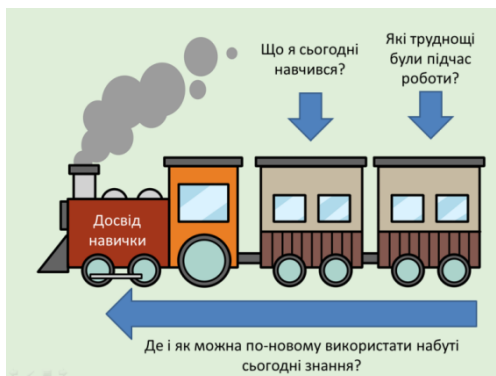 Що я сьогодні
навчився?
Які труднощі
були підчас
роботи?
Досвід
навички
Де і як можна по-новому використати набуті
сьогодні знання?